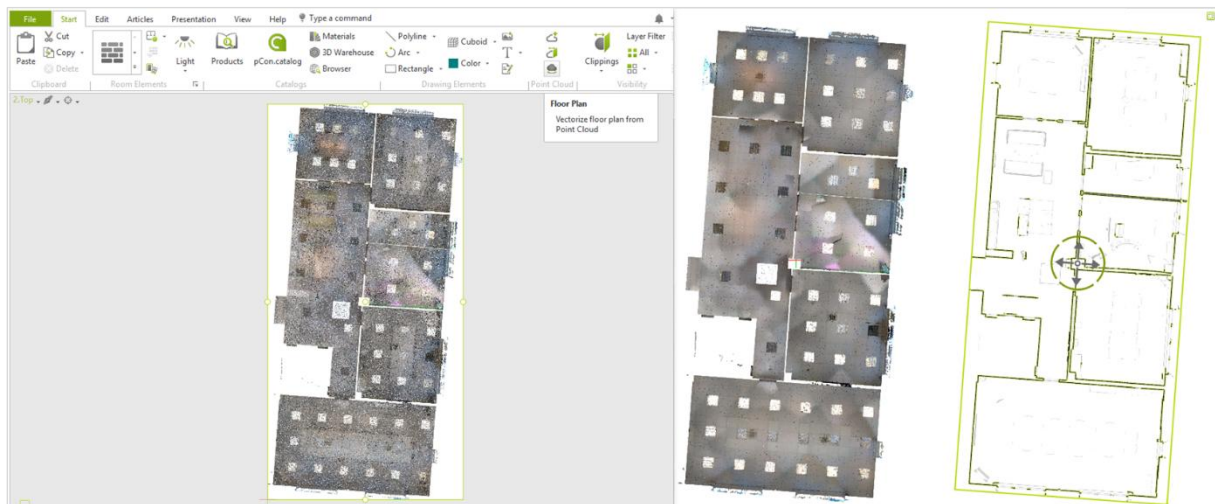 File Start Edit Articles Presentation View Help Type a command
Paste
Cut
Copy
Delete
Clipboard
Room Elements
Light
Products
pCon.catalog
Materials
3D Warehouse
Browser
Catalogs
Polyline
Arc
Rectangle
Cuboid
T
Color
Drawing Elements
Point Cloud
Clippings
Layer Filter
All
Visibility
2.Top
Floor Plan
Vectorize floor plan from
Point Cloud